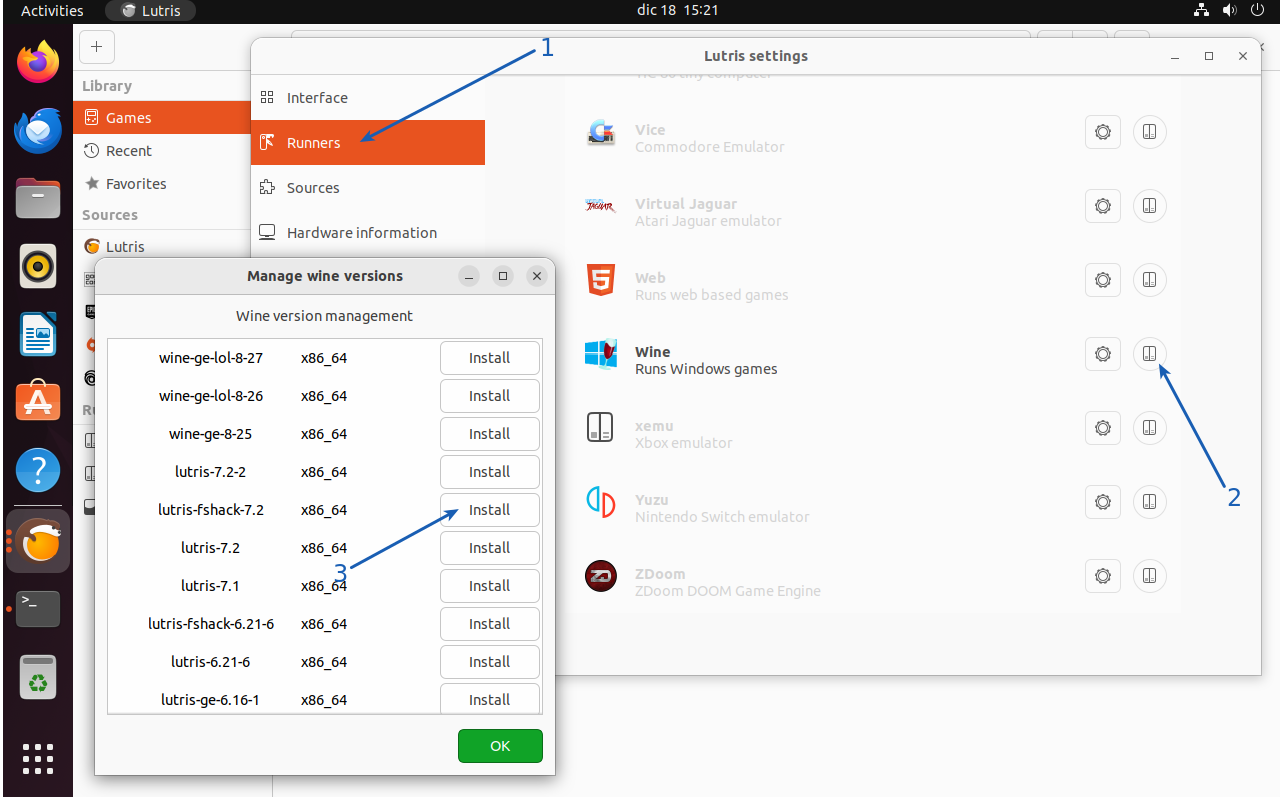 Activities
Lutris
dic 18 15:21
Library
Games
Recent
Favorites
Sources
Lutris
Lutris settings
Interface
Runners
Sources
Hardware information
1
Vice
Commodore Emulator
Virtual Jaguar
Atari Jaguar emulator
JAGUAR
Web
Runs web based games
Wine
Runs Windows games
xemu
Xbox emulator
Yuzu
Nintendo Switch emulator
ZD
ZDoom
ZDoom DOOM Game Engine
2
Manage wine versions
Wine version management
wine-ge-lol-8-27 x86_64 Install
wine-ge-lol-8-26 x86_64 Install
wine-ge-8-25 x86_64 Install
lutris-7.2-2 x86_64 Install
lutris-fshack-7.2 x86_64 Install
lutris-7.2 x86_64 Install
3
lutris-7.1 x86_64 Install
lutris-fshack-6.21-6 x86_64 Install
lutris-6.21-6 x86_64 Install
lutris-ge-6.16-1 x86_64 Install
OK